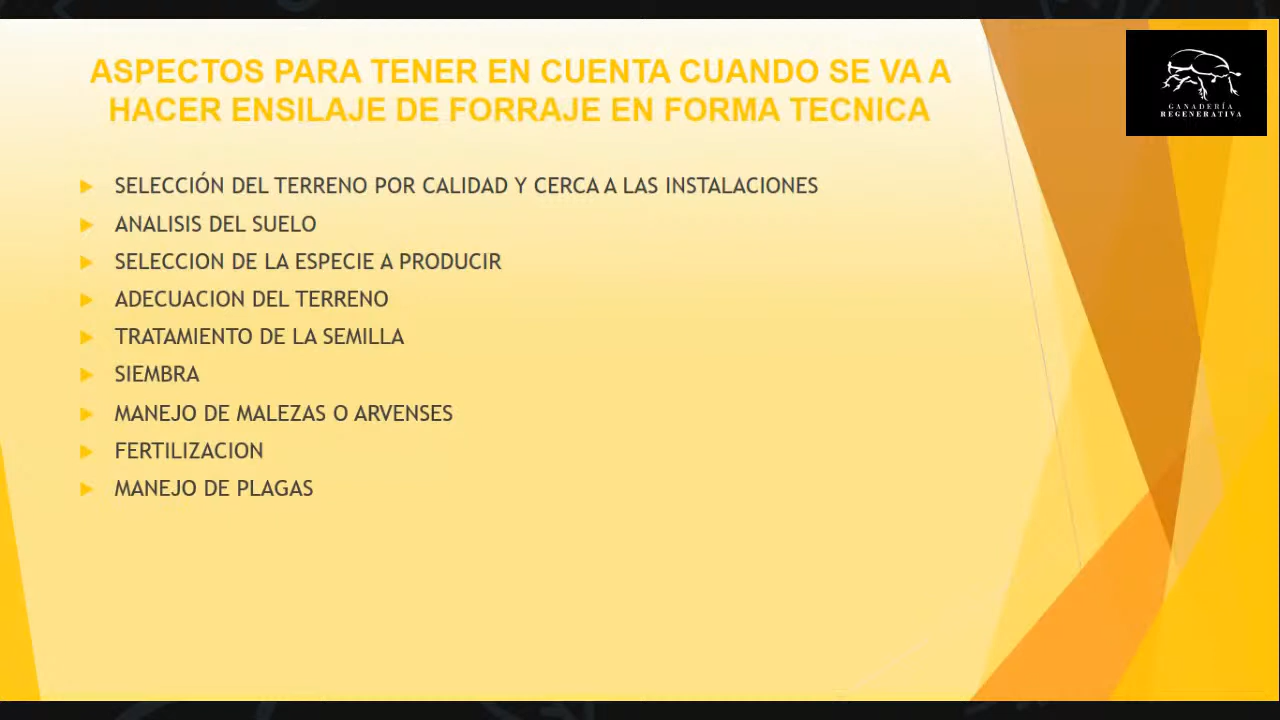 ASPECTOS PARA TENER EN CUENTA CUANDO SE VA A
HACER ENSILAJE DE FORRAJE EN FORMA TECNICA
GANADERÍA
REGENERATIVA
SELECCIÓN DEL TERRENO POR CALIDAD Y CERCA A LAS INSTALACIONES
ANALISIS DEL SUELO
SELECCION DE LA ESPECIE A PRODUCIR
ADECUACION DEL TERRENO
TRATAMIENTO DE LA SEMILLA
SIEMBRA
MANEJO DE MALEZAS O ARVENSES
FERTILIZACION
MANEJO DE PLAGAS